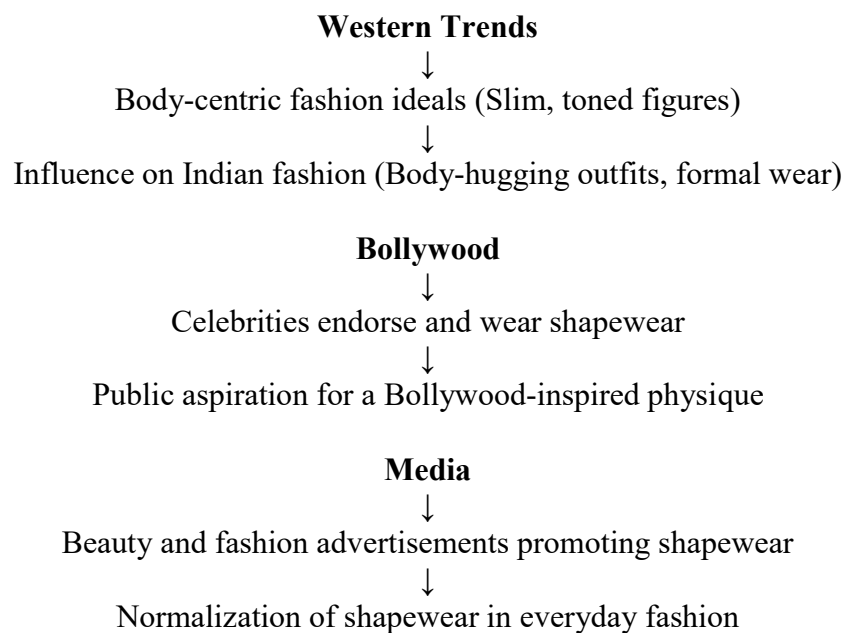 Western Trends
↓
Body-centric fashion ideals (Slim, toned figures)
↓
Influence on Indian fashion (Body-hugging outfits, formal wear)
Bollywood
↓
Celebrities endorse and wear shapewear
↓
Public aspiration for a Bollywood-inspired physique
Media
↓
Beauty and fashion advertisements promoting shapewear
↓
Normalization of shapewear in everyday fashion